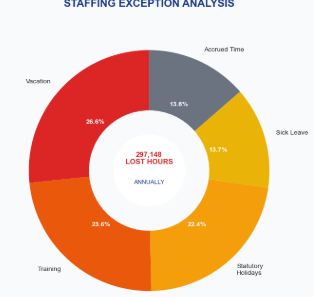 STAFFING EXCEPTION ANALYSIS
Accrued Time
Vacation
13.6%
26.6%
Sick Leave
13.7%
297,148
LOST HOURS
ANNUALLY
23.6%
22.4%
Training
Statutory
Holidays